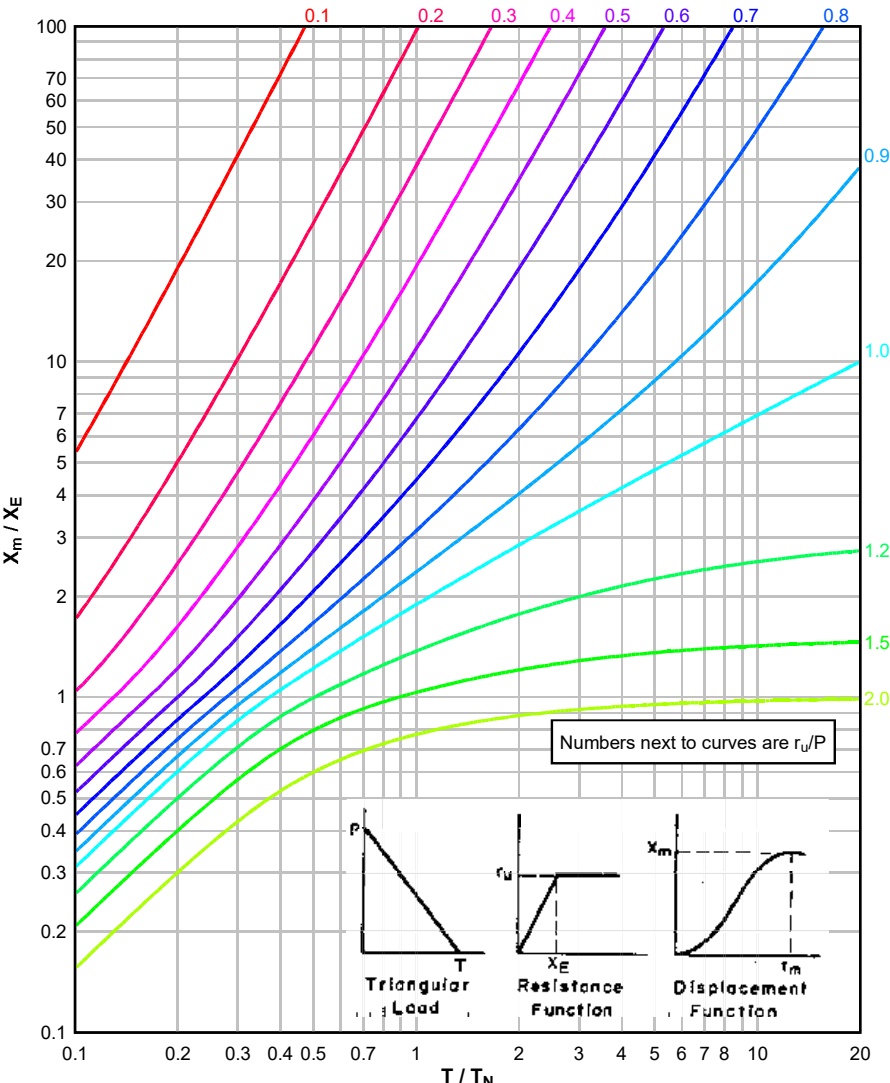 0.1 0.2 0.3 0.4 0.5 0.6 0.7 0.8
100
70
60
50
40
30
20
10
7
6
5
4
3
2
1
0.7
0.6
0.5
0.4
0.3
0.2
0.1
Xm / XE
0.9
1.0
1.2
1.5
2.0
Numbers next to curves are ru/P
P
T
Triangular
Load
ru
XE
Resistance
Function
Xm
Tm
Displacement
Function
0.1 0.2 0.3 0.4 0.5 0.7 1 2 3 4 5 6 7 8 10 20
T / TN